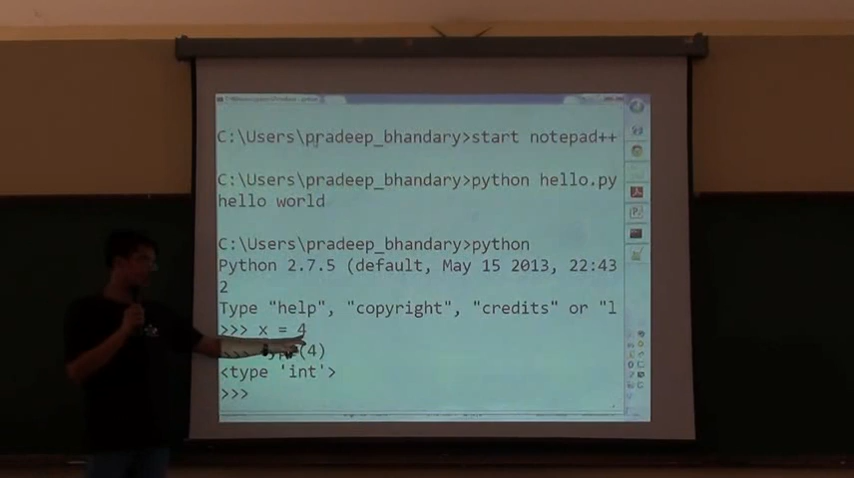 C:\Users\pradeep_bhandary>start notepad++
C:\Users\pradeep_bhandary>python hello.py
hello world
C:\Users\pradeep_bhandary>python
Python 2.7.5 (default, May 15 2013, 22:43
2
Type "help", "copyright", "credits" or "l
>>> x = 4
>>> type(4)
<type 'int'>
>>>